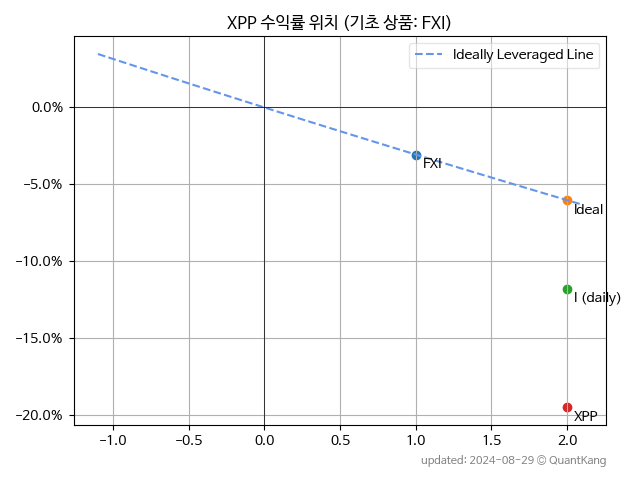 XPP 수익률 위치 (기초 상품: FXI)
Ideally Leveraged Line
0.0%
−5.0%
−10.0%
−15.0%
−20.0%
FXI
Ideal
I (daily)
XPP
−1.0 −0.5 0.0 0.5 1.0 1.5 2.0
updated: 2024-08-29 © QuantKang